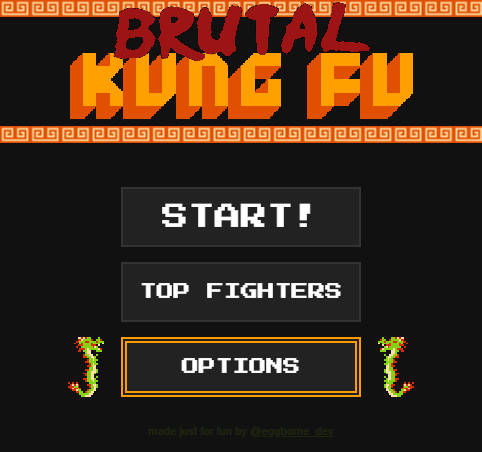 BRUTAL
KUNG FU
START!
TOP FIGHTERS
OPTIONS
made just for fun by @eggbome_dev